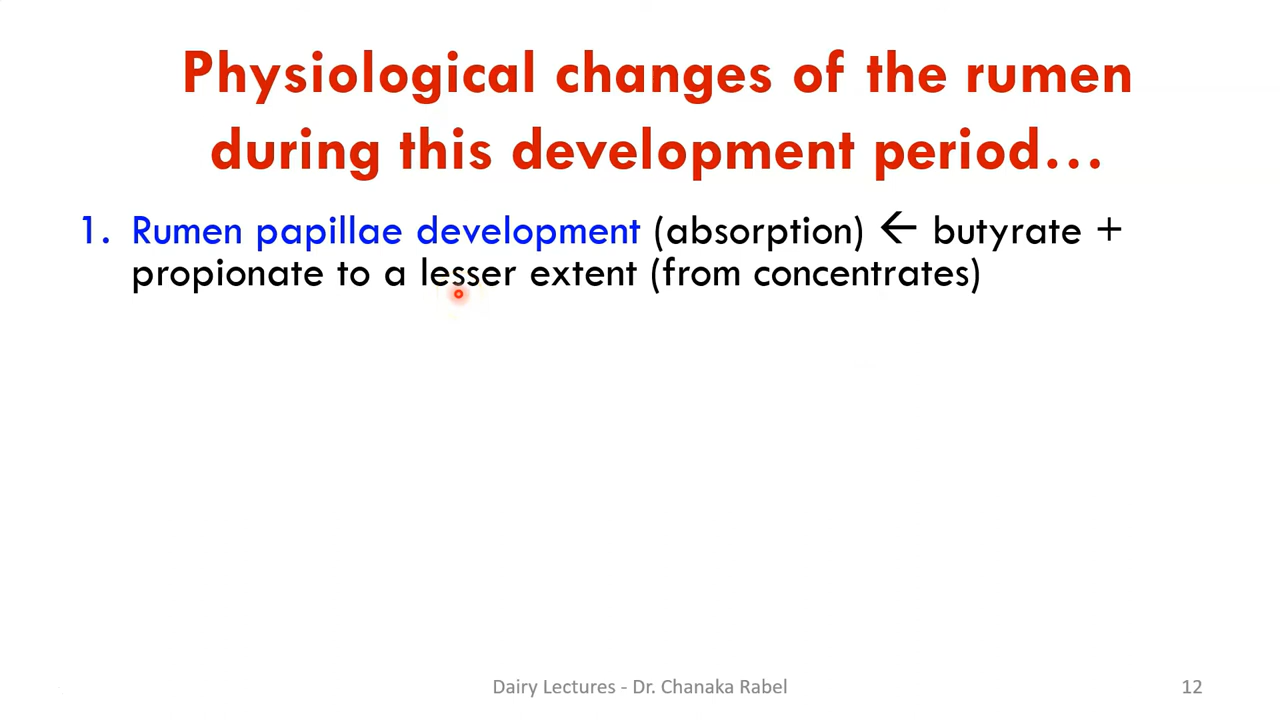 Physiological changes of the rumen
during this development period…
1. Rumen papillae development (absorption) ← butyrate +
propionate to a lesser extent (from concentrates)
Dairy Lectures - Dr. Chanaka Rabel
12